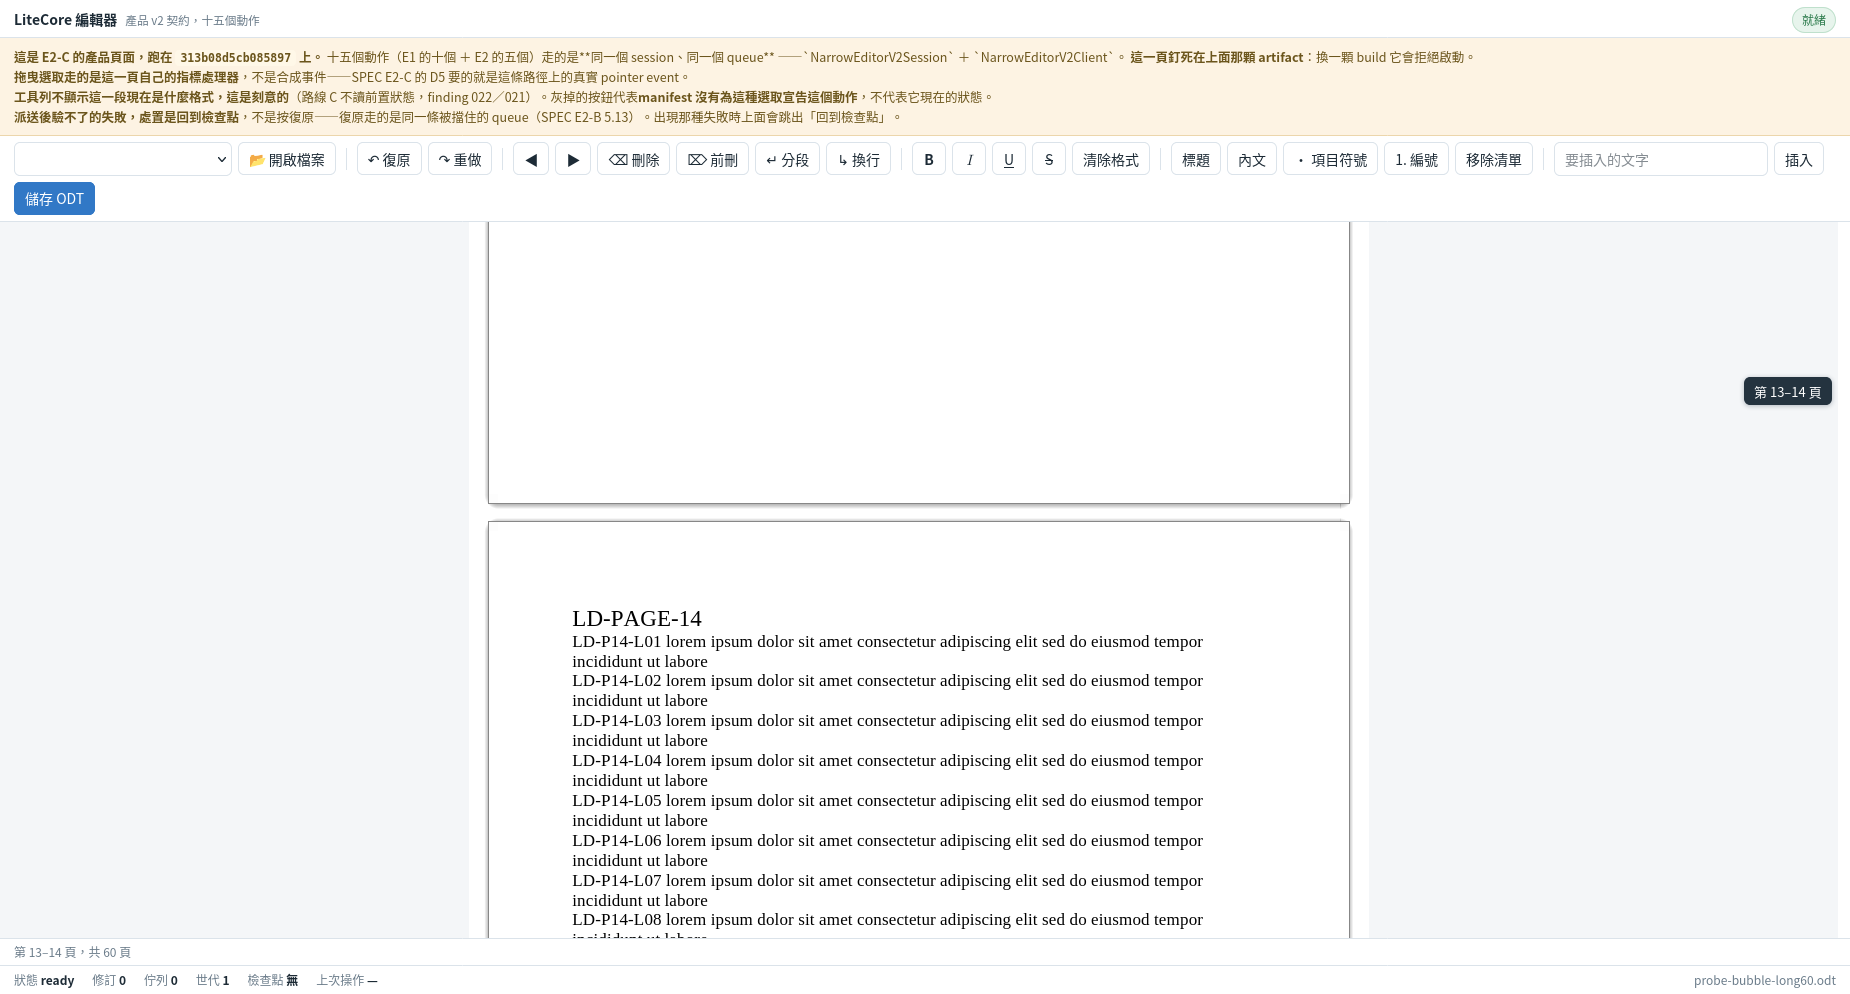 LiteCore 編輯器 產品 v2 契約，十五個動作 就緒
這是 E2-C 的產品頁面，跑在 313b08d5cb085897 上。 十五個動作（E1 的十個 ＋ E2 的五個）走的是**同一個 session、同一個 queue** ——`NarrowEditorV2Session` ＋ `NarrowEditorV2Client`。 這一頁釘死在上面那顆 artifact：換一顆 build 它會拒絕啟動。
拖曳選取走的是這一頁自己的指標處理器，不是合成事件——SPEC E2-C 的 D5 要的就是這條路徑上的真實 pointer event。
工具列不顯示這一段現在是什麼格式，這是刻意的（路線 C 不讀前置狀態，finding 022／021）。灰掉的按鈕代表manifest 沒有為這種選取宣告這個動作，不代表它現在的狀態。
派送後驗不了的失敗，處置是回到檢查點，不是按復原——復原走的是同一條被擋住的 queue（SPEC E2-B 5.13）。出現那種失敗時上面會跳出「回到檢查點」。
📂 開啟檔案 ↶ 復原 ↷ 重做 ◀ ▶ ⌫ 刪除 ⌦ 前刪 ↵ 分段 ↳ 換行 B I U S 清除格式 標題 內文 • 項目符號 1. 編號 移除清單 要插入的文字 插入
儲存 ODT
第 13–14 頁
LD-PAGE-14
LD-P14-L01 lorem ipsum dolor sit amet consectetur adipiscing elit sed do eiusmod tempor
incididunt ut labore
LD-P14-L02 lorem ipsum dolor sit amet consectetur adipiscing elit sed do eiusmod tempor
incididunt ut labore
LD-P14-L03 lorem ipsum dolor sit amet consectetur adipiscing elit sed do eiusmod tempor
incididunt ut labore
LD-P14-L04 lorem ipsum dolor sit amet consectetur adipiscing elit sed do eiusmod tempor
incididunt ut labore
LD-P14-L05 lorem ipsum dolor sit amet consectetur adipiscing elit sed do eiusmod tempor
incididunt ut labore
LD-P14-L06 lorem ipsum dolor sit amet consectetur adipiscing elit sed do eiusmod tempor
incididunt ut labore
LD-P14-L07 lorem ipsum dolor sit amet consectetur adipiscing elit sed do eiusmod tempor
incididunt ut labore
LD-P14-L08 lorem ipsum dolor sit amet consectetur adipiscing elit sed do eiusmod tempor
第 13–14 頁，共 60 頁
狀態 ready 修訂 0 佇列 0 世代 1 檢查點 無 上次操作 — probe-bubble-long60.odt